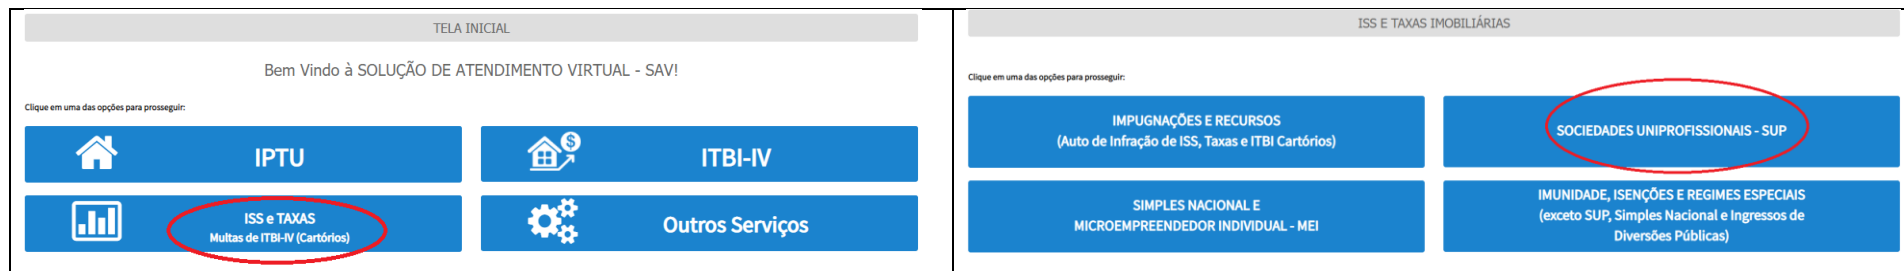 TELA INICIAL
Bem Vindo à SOLUÇÃO DE ATENDIMENTO VIRTUAL - SAV!
Clique em uma das opções para prosseguir:
IPTU
ITBI-IV
ISS e TAXAS
Multas de ITBI-IV (Cartórios)
Outros Serviços
ISS E TAXAS IMOBILIÁRIAS
Clique em uma das opções para prosseguir:
IMPUGNAÇÕES E RECURSOS
(Auto de Infração de ISS, Taxas e ITBI Cartórios)
SOCIEDADES UNIPROFISSIONAIS - SUP
SIMPLES NACIONAL E
MICROEMPREENDEDOR INDIVIDUAL - MEI
IMUNIDADE, ISENÇÕES E REGIMES ESPECIAIS
(exceto SUP, Simples Nacional e Ingressos de
Diversões Públicas)